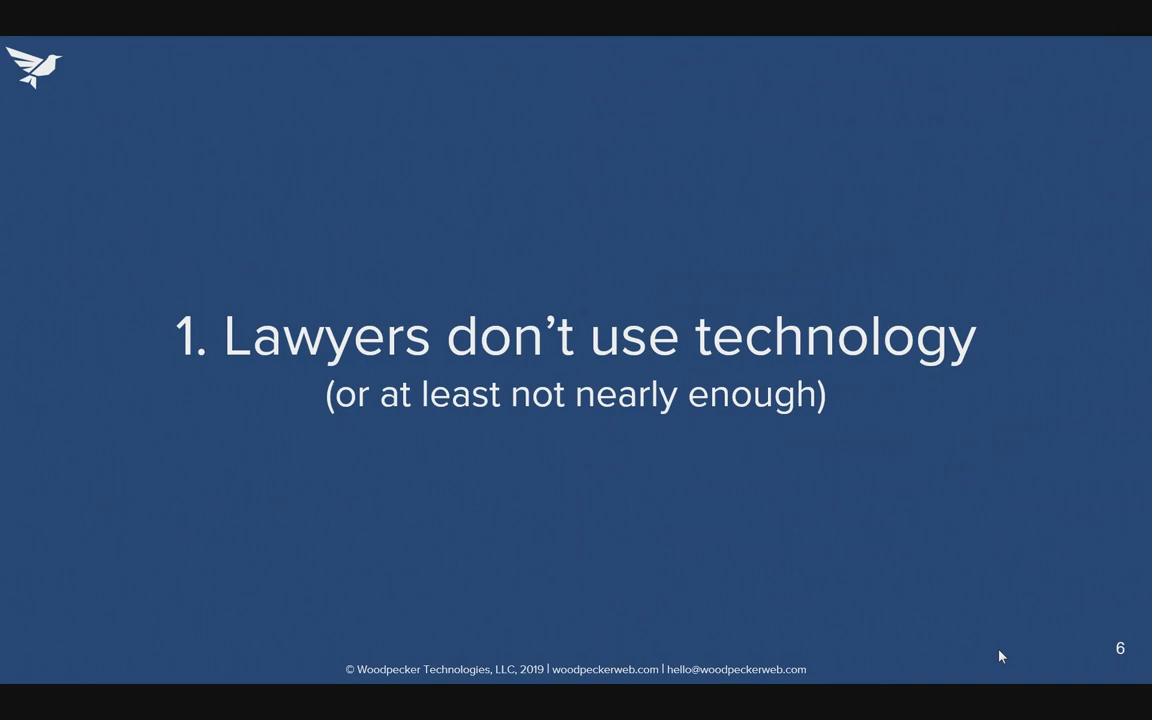 1. Lawyers don’t use technology
(or at least not nearly enough)
6
© Woodpecker Technologies, LLC, 2019 | woodpeckerweb.com | hello@woodpeckerweb.com